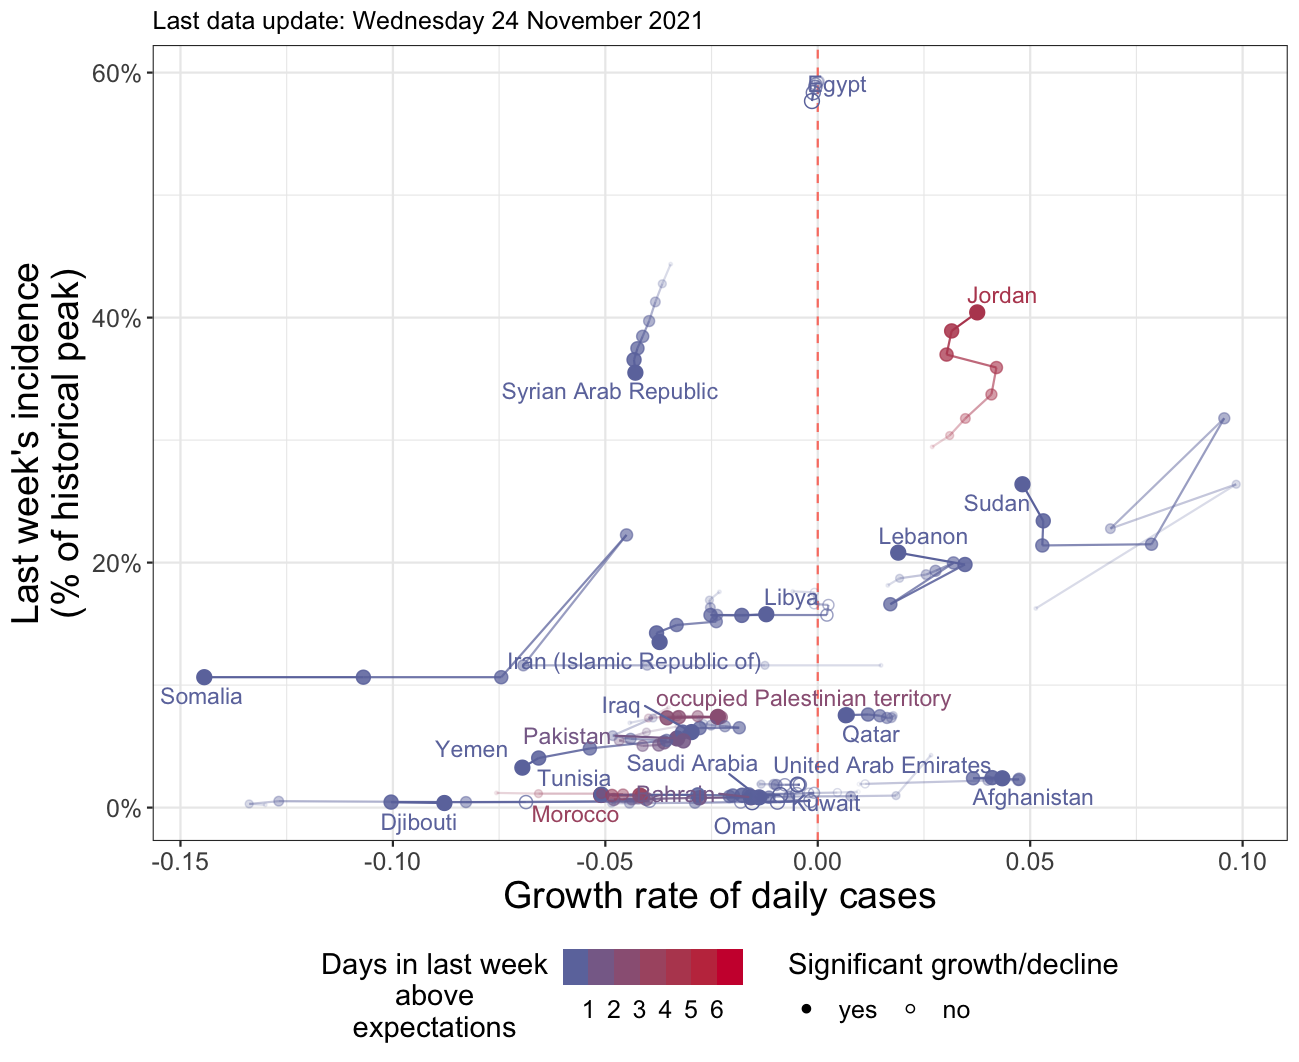 Last data update: Wednesday 24 November 2021
Last week's incidence
(% of historical peak)
60%
40%
20%
0%
Egypt
Jordan
Syrian Arab Republic
Sudan
Lebanon
Libya
Iran (Islamic Republic of)
Somalia
occupied Palestinian territory
Iraq
Pakistan
Qatar
Yemen
Saudi Arabia
United Arab Emirates
Tunisia
Bahrain
Afghanistan
Kuwait
Morocco
Djibouti
Oman
-0.15
-0.10
-0.05
0.00
0.05
0.10
Growth rate of daily cases
Days in last week
above
expectations
1 2 3 4 5 6
Significant growth/decline
yes
no